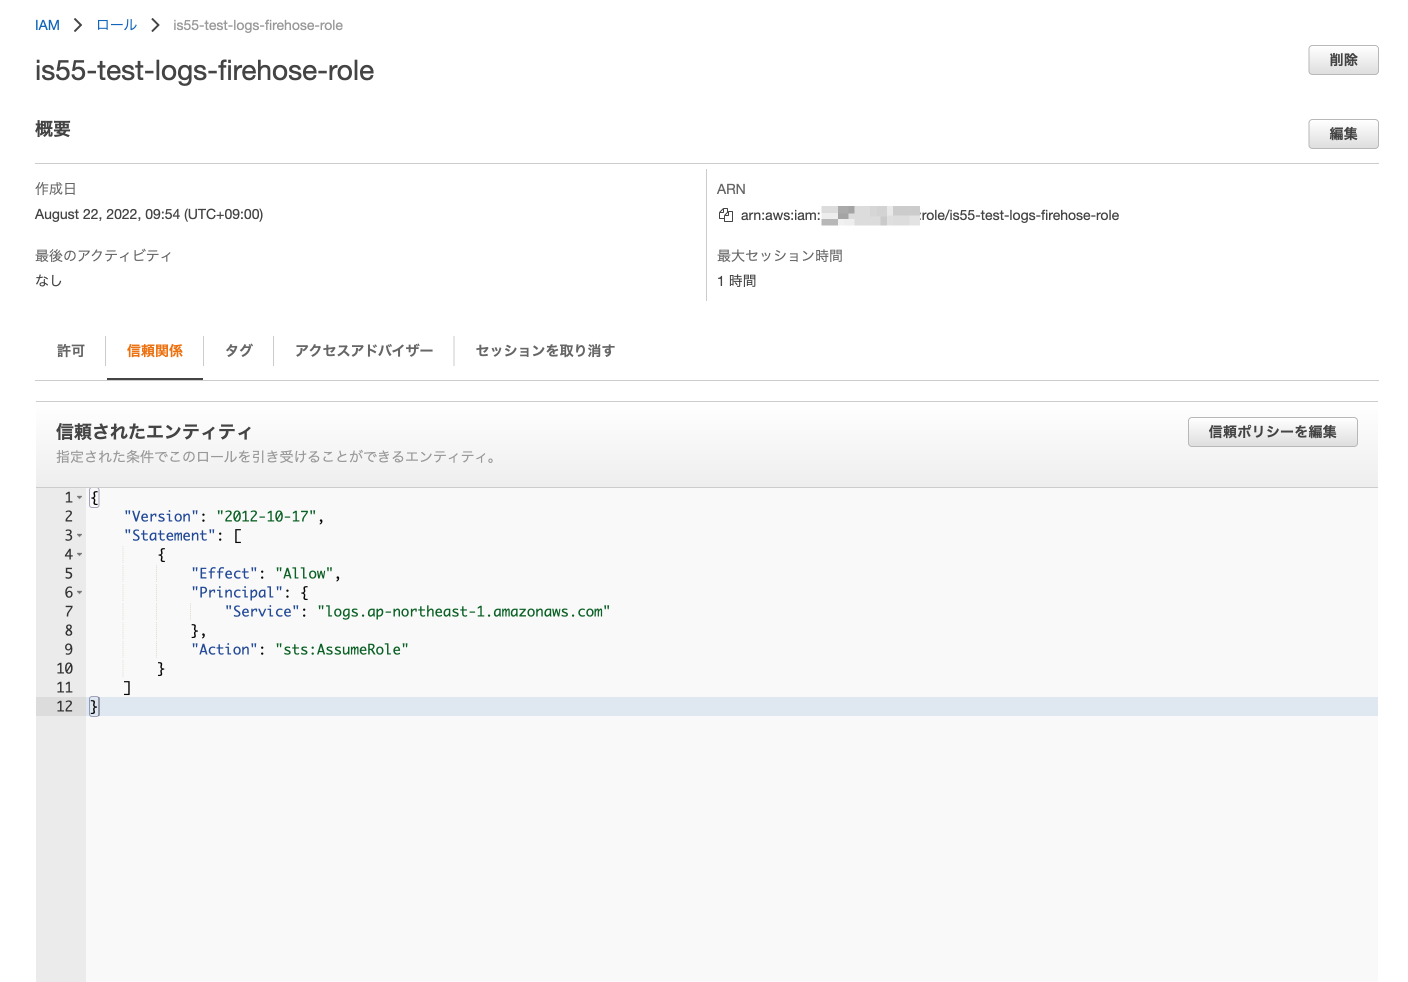 IAM > ロール > is55-test-logs-firehose-role
is55-test-logs-firehose-role
削除
概要
編集
作成日
August 22, 2022, 09:54 (UTC+09:00)
ARN
arn:aws:iam: :role/is55-test-logs-firehose-role
最後のアクティビティ
なし
最大セッション時間
1 時間
許可 信頼関係 タグ アクセスアドバイザー セッションを取り消す
信頼されたエンティティ
指定された条件でこのロールを引き受けることができるエンティティ。
信頼ポリシーを編集
1 {
2     "Version": "2012-10-17",
3     "Statement": [
4         {
5             "Effect": "Allow",
6             "Principal": {
7                 "Service": "logs.ap-northeast-1.amazonaws.com"
8             },
9             "Action": "sts:AssumeRole"
10         }
11     ]
12 }